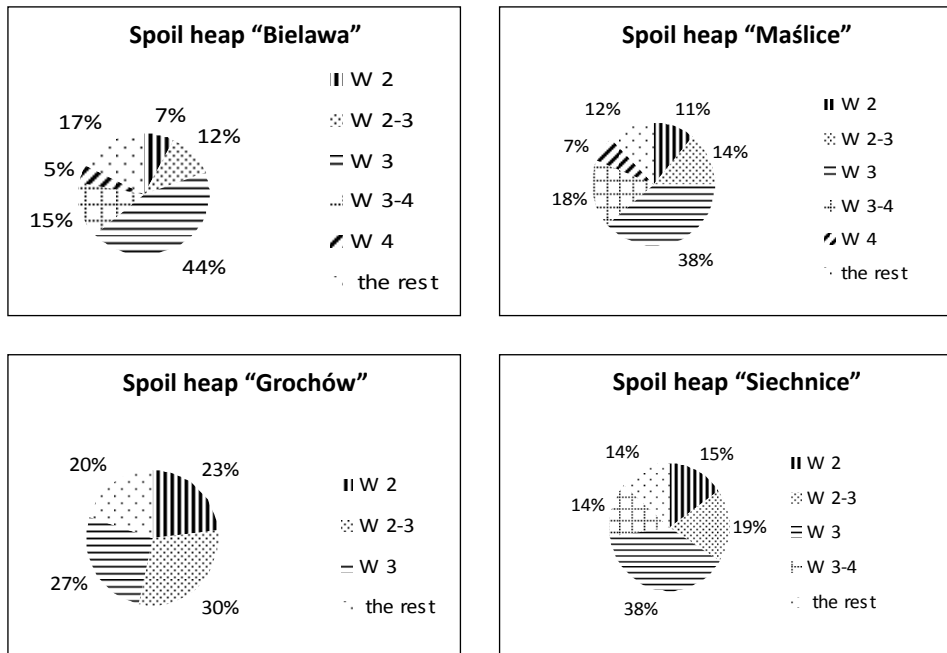 Spoil heap “Bielawa”
W 2
W 2-3
W 3
W 3-4
W 4
the rest
7%
12%
44%
15%
5%
17%
Spoil heap “Maślice”
W 2
W 2-3
W 3
W 3-4
W 4
the rest
11%
14%
38%
18%
7%
12%
Spoil heap “Grochów”
W 2
W 2-3
W 3
the rest
23%
30%
27%
20%
Spoil heap “Siechnice”
W 2
W 2-3
W 3
W 3-4
the rest
15%
19%
38%
14%
14%